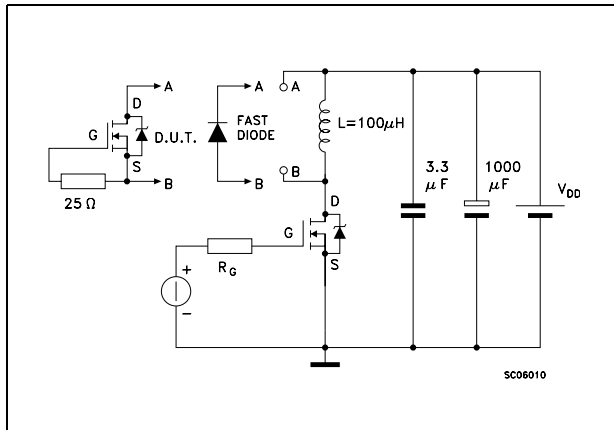 A
A
A
D
G
D.U.T.
FAST
DIODE
L=100μH
S
B
B
B
25 Ω
D
G
S
3.3
μF
1000
μF
VDD
RG
+
-
SC06010